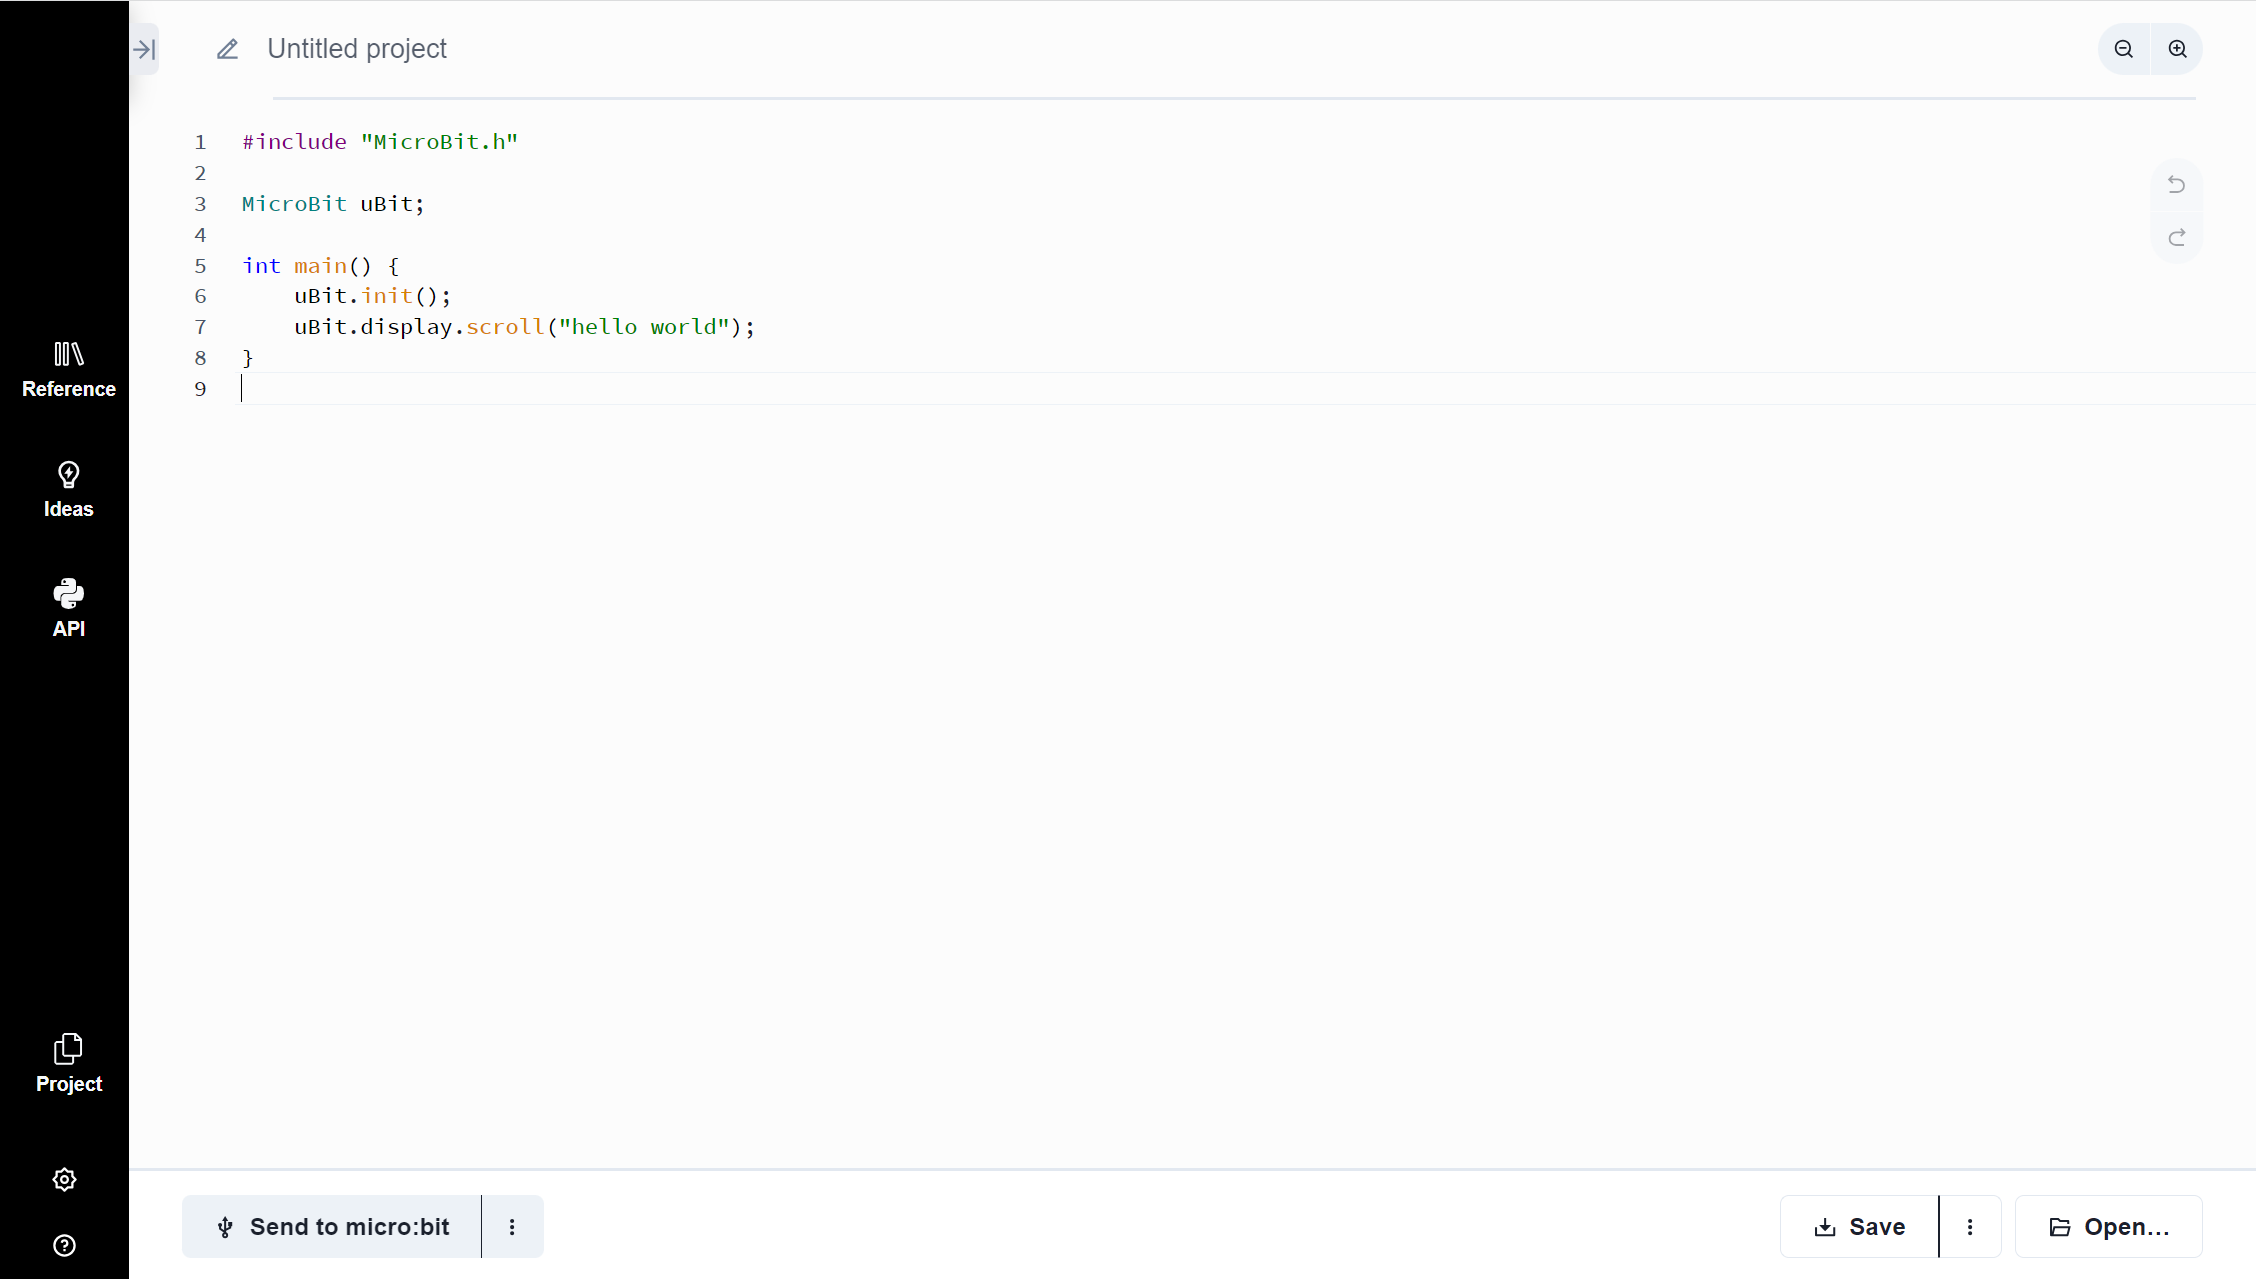 Untitled project
1 #include "MicroBit.h"
2
3 MicroBit uBit;
4
5 int main() {
6     uBit.init();
7     uBit.display.scroll("hello world");
8 }
9
Reference
Ideas
API
Project
Send to micro:bit
Save
Open...